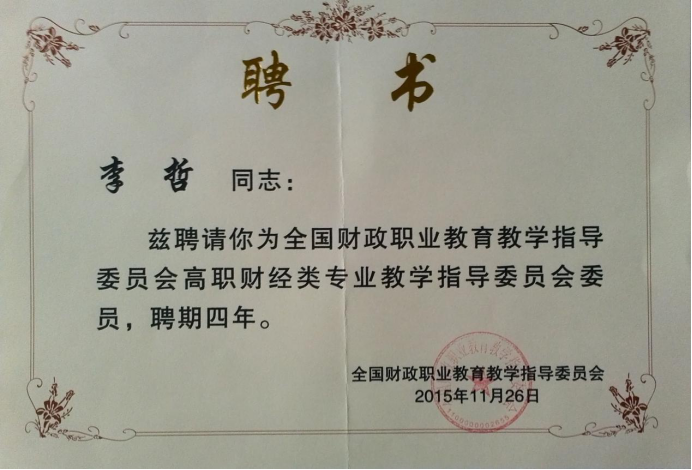 聘书
李哲 同志：
兹聘请你为全国财政职业教育教学指导
委员会高职财经类专业教学指导委员会委
员，聘期四年。
全国财政职业教育教学指导委员会
2015年11月26日